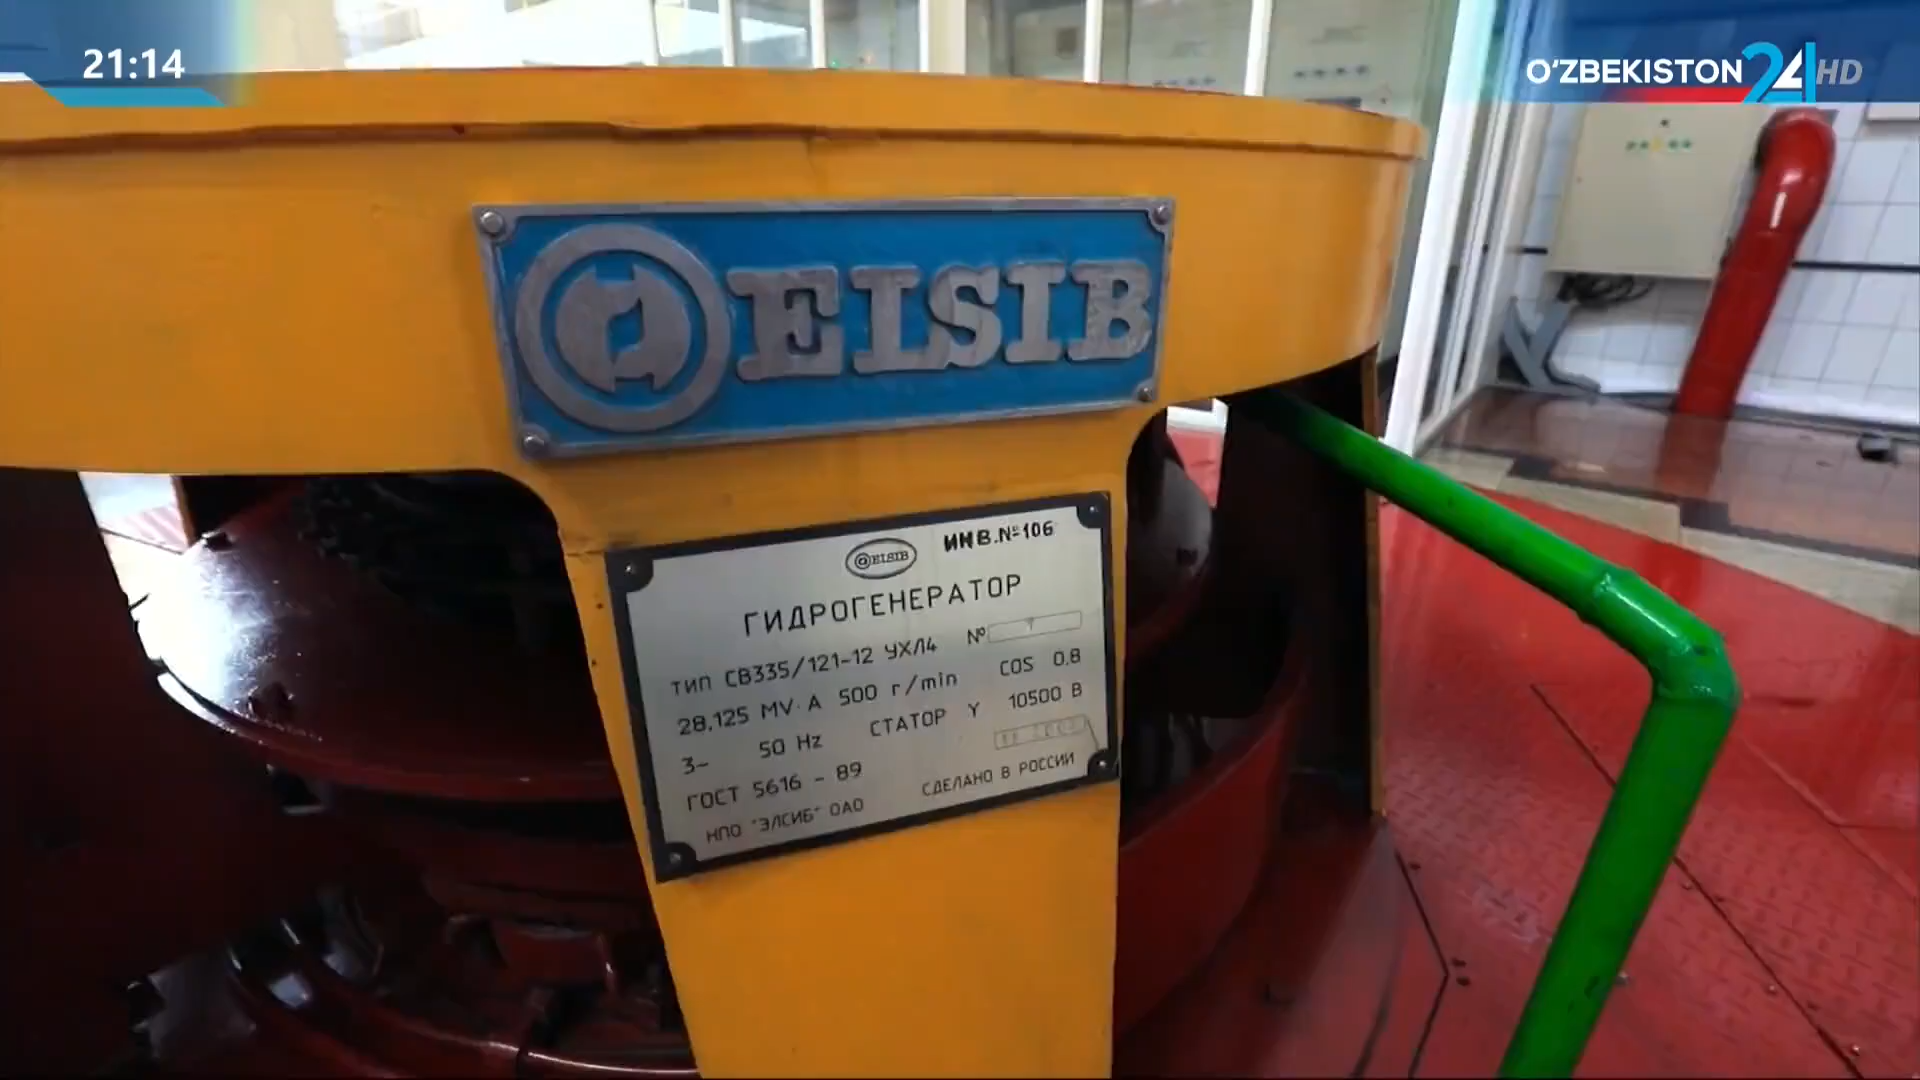 21:14
O‘ZBEKISTON 24 HD
ELSIB
ELSIB ИНВ.№106
ГИДРОГЕНЕРАТОР
ТИП СВ335/121-12 УХЛ4 №
28,125 MV·A 500 r/min COS 0,8
3~ 50 Hz СТАТОР Y 10500 В
ГОСТ 5616 - 89
НПО "ЭЛСИБ" ОАО СДЕЛАНО В РОССИИ